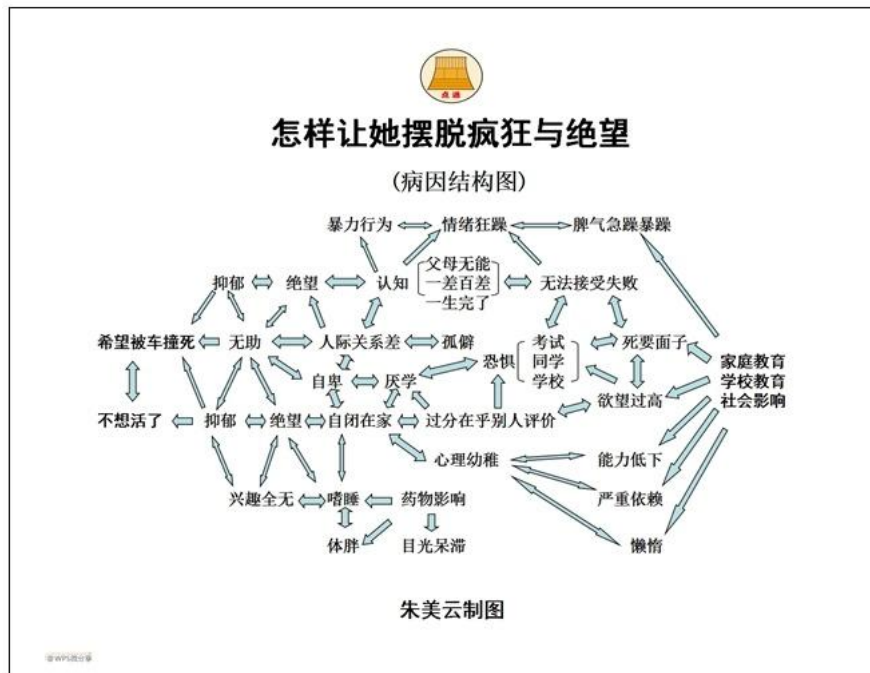 点通
怎样让她摆脱疯狂与绝望
(病因结构图)
暴力行为 情绪狂躁 脾气急躁暴躁
父母无能
抑郁 绝望 认知 一差百差 无法接受失败
一生完了
希望被车撞死 无助 人际关系差 孤僻 考试 死要面子
恐惧 同学 家庭教育
自卑 厌学 学校 学校教育
欲望过高 社会影响
不想活了 抑郁 绝望 自闭在家 过分在乎别人评价
心理幼稚 能力低下
兴趣全无 嗜睡 药物影响 严重依赖
体胖 目光呆滞 懒惰
朱美云制图